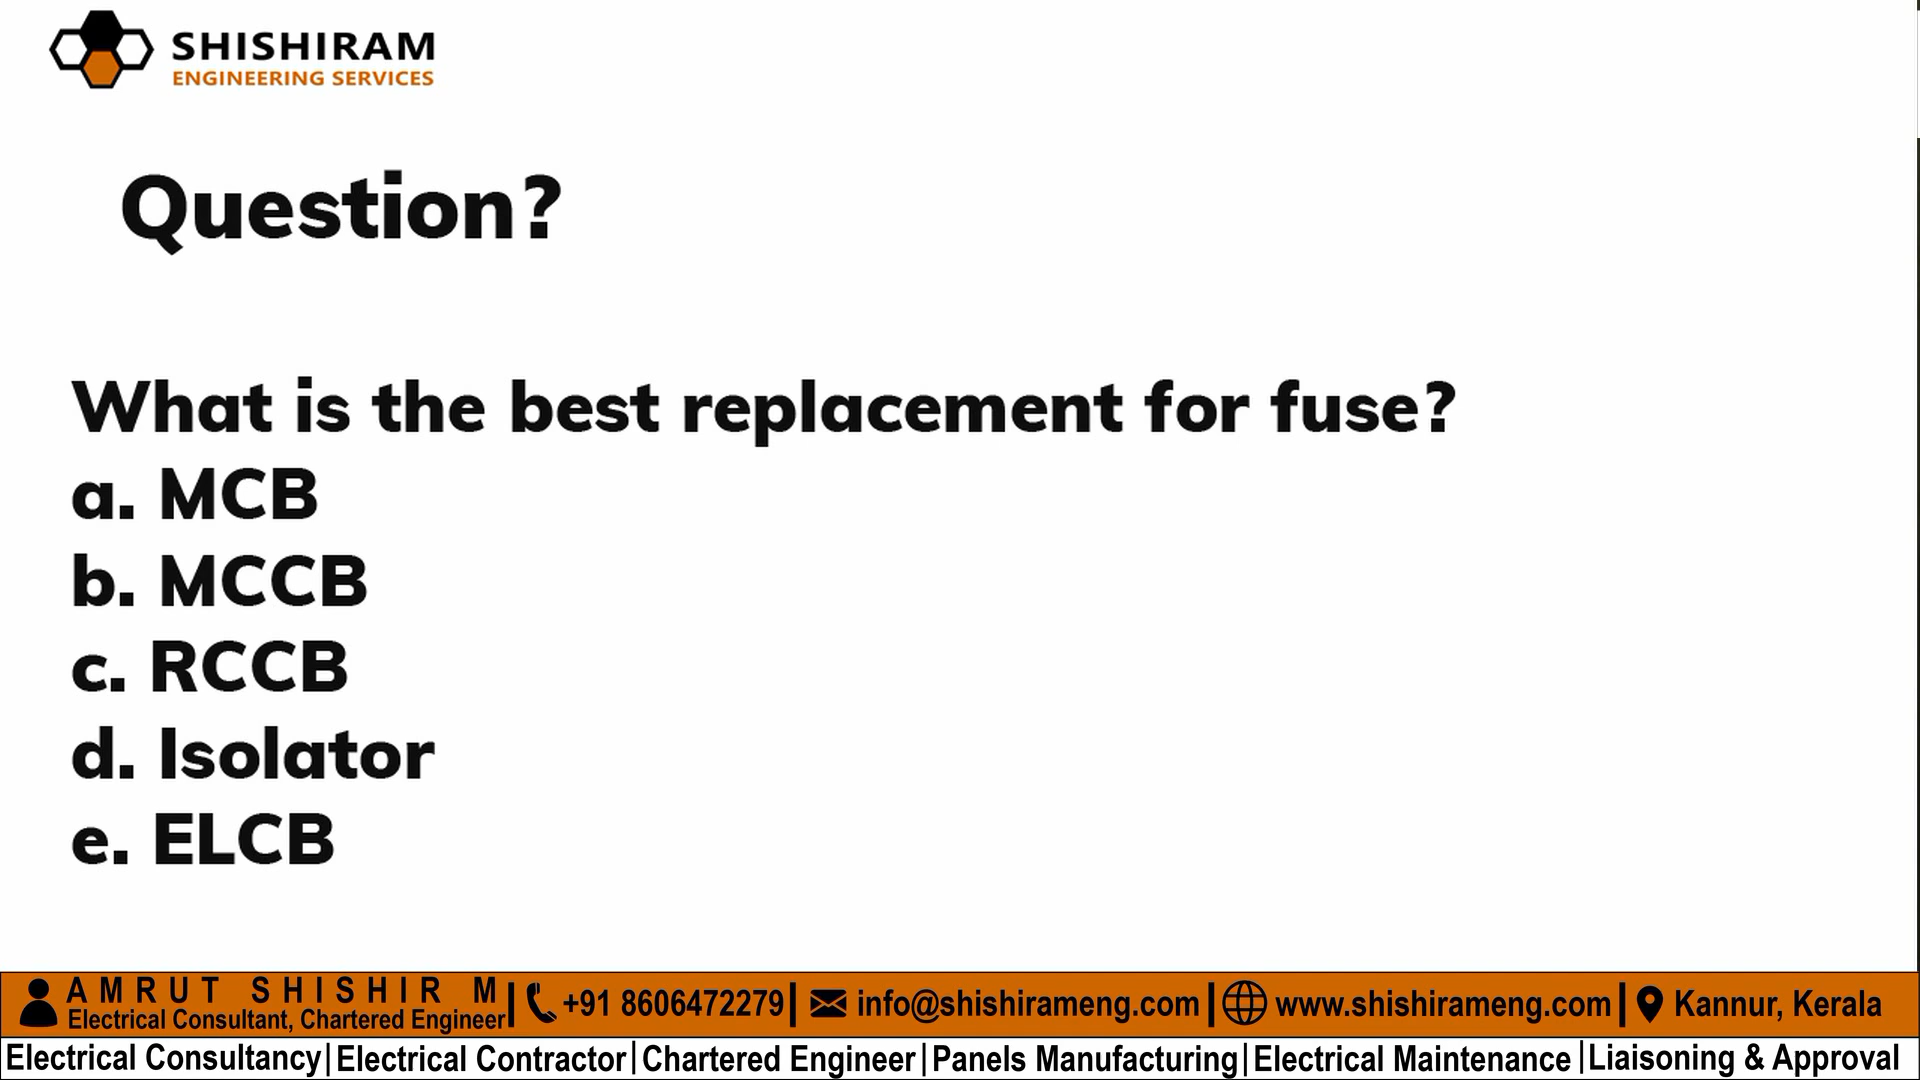 SHISHIRAM
ENGINEERING SERVICES
Question?
What is the best replacement for fuse?
a. MCB
b. MCCB
c. RCCB
d. Isolator
e. ELCB
AMRUT SHISHIR M
Electrical Consultant, Chartered Engineer
+91 8606472279
info@shishirameng.com
www.shishirameng.com
Kannur, Kerala
Electrical Consultancy|Electrical Contractor|Chartered Engineer|Panels Manufacturing|Electrical Maintenance|Liaisoning & Approval